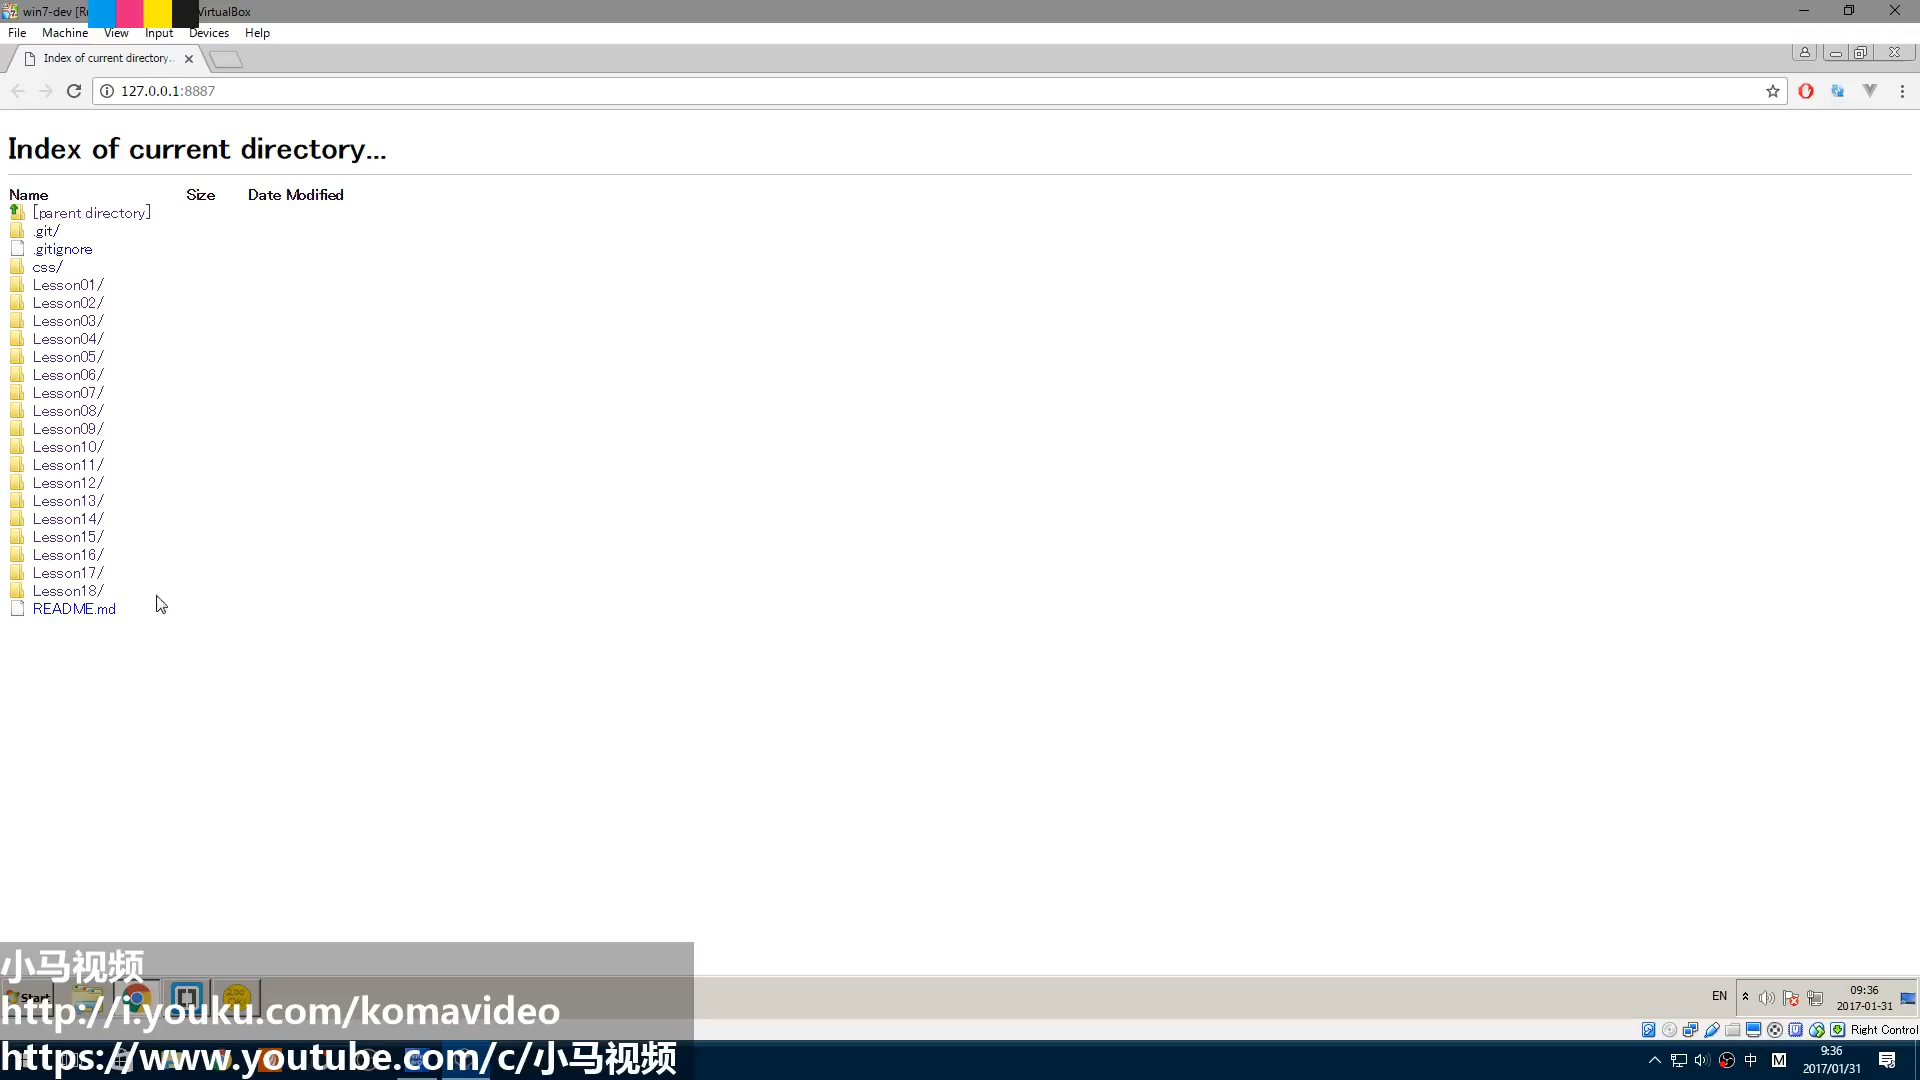 win7-dev [R
VirtualBox
File Machine View Input Devices Help
Index of current directory...
127.0.0.1:8887
Index of current directory...
Name Size Date Modified
[parent directory]
.git/
.gitignore
css/
Lesson01/
Lesson02/
Lesson03/
Lesson04/
Lesson05/
Lesson06/
Lesson07/
Lesson08/
Lesson09/
Lesson10/
Lesson11/
Lesson12/
Lesson13/
Lesson14/
Lesson15/
Lesson16/
Lesson17/
Lesson18/
README.md
小马视频
Start
http://i.youku.com/komavideo
https://www.youtube.com/c/小马视频
EN
09:36
2017-01-31
Right Control
中
M
9:36
2017/01/31